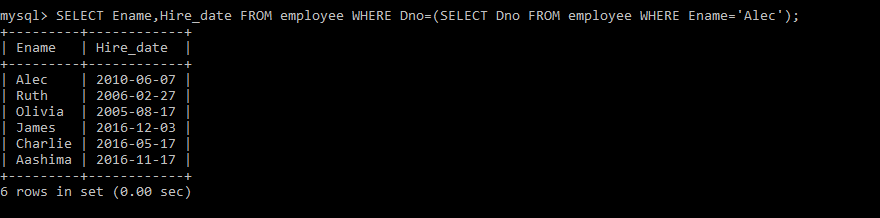 mysql> SELECT Ename,Hire_date FROM employee WHERE Dno=(SELECT Dno FROM employee WHERE Ename='Alec');
+---------+------------+
| Ename   | Hire_date  |
+---------+------------+
| Alec    | 2010-06-07 |
| Ruth    | 2006-02-27 |
| Olivia  | 2005-08-17 |
| James   | 2016-12-03 |
| Charlie | 2016-05-17 |
| Aashima | 2016-11-17 |
+---------+------------+
6 rows in set (0.00 sec)